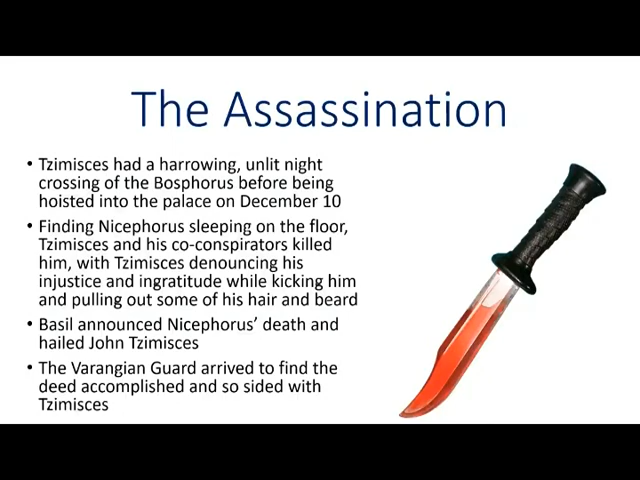 The Assassination
• Tzimisces had a harrowing, unlit night
crossing of the Bosphorus before being
hoisted into the palace on December 10
• Finding Nicephorus sleeping on the floor,
Tzimisces and his co-conspirators killed
him, with Tzimisces denouncing his
injustice and ingratitude while kicking him
and pulling out some of his hair and beard
• Basil announced Nicephorus’ death and
hailed John Tzimisces
• The Varangian Guard arrived to find the
deed accomplished and so sided with
Tzimisces